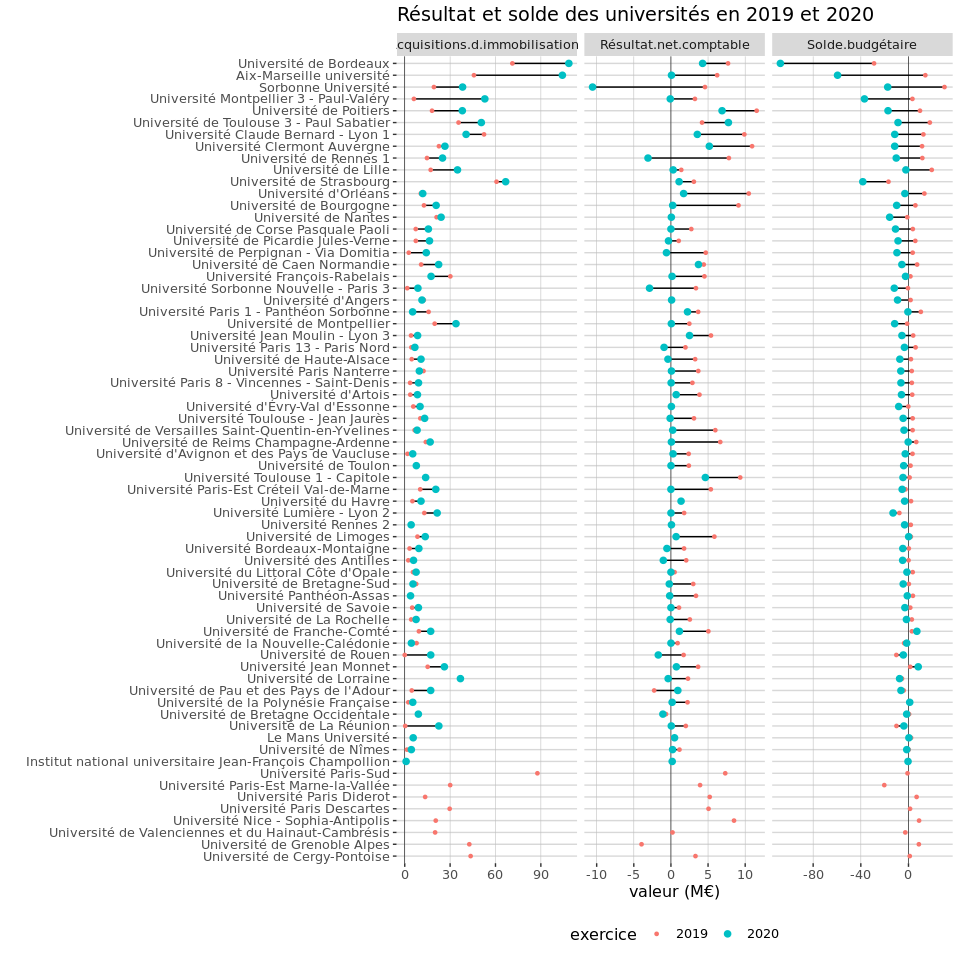 Résultat et solde des universités en 2019 et 2020
cquisitions.d.immobilisation
Résultat.net.comptable
Solde.budgétaire
Université de Bordeaux
Aix-Marseille université
Sorbonne Université
Université Montpellier 3 - Paul-Valéry
Université de Poitiers
Université de Toulouse 3 - Paul Sabatier
Université Claude Bernard - Lyon 1
Université Clermont Auvergne
Université de Rennes 1
Université de Lille
Université de Strasbourg
Université d'Orléans
Université de Bourgogne
Université de Nantes
Université de Corse Pasquale Paoli
Université de Picardie Jules-Verne
Université de Perpignan - Via Domitia
Université de Caen Normandie
Université François-Rabelais
Université Sorbonne Nouvelle - Paris 3
Université d'Angers
Université Paris 1 - Panthéon Sorbonne
Université de Montpellier
Université Jean Moulin - Lyon 3
Université Paris 13 - Paris Nord
Université de Haute-Alsace
Université Paris Nanterre
Université Paris 8 - Vincennes - Saint-Denis
Université d'Artois
Université d'Évry-Val d'Essonne
Université Toulouse - Jean Jaurès
Université de Versailles Saint-Quentin-en-Yvelines
Université de Reims Champagne-Ardenne
Université d'Avignon et des Pays de Vaucluse
Université de Toulon
Université Toulouse 1 - Capitole
Université Paris-Est Créteil Val-de-Marne
Université du Havre
Université Lumière - Lyon 2
Université Rennes 2
Université de Limoges
Université Bordeaux-Montaigne
Université des Antilles
Université du Littoral Côte d'Opale
Université de Bretagne-Sud
Université Panthéon-Assas
Université de Savoie
Université de La Rochelle
Université de Franche-Comté
Université de la Nouvelle-Calédonie
Université de Rouen
Université Jean Monnet
Université de Lorraine
Université de Pau et des Pays de l'Adour
Université de la Polynésie Française
Université de Bretagne Occidentale
Université de La Réunion
Le Mans Université
Université de Nîmes
Institut national universitaire Jean-François Champollion
Université Paris-Sud
Université Paris-Est Marne-la-Vallée
Université Paris Diderot
Université Paris Descartes
Université Nice - Sophia-Antipolis
Université de Valenciennes et du Hainaut-Cambrésis
Université de Grenoble Alpes
Université de Cergy-Pontoise
0 30 60 90
-10 -5 0 5 10
-80 -40 0
valeur (M€)
exercice 2019 2020